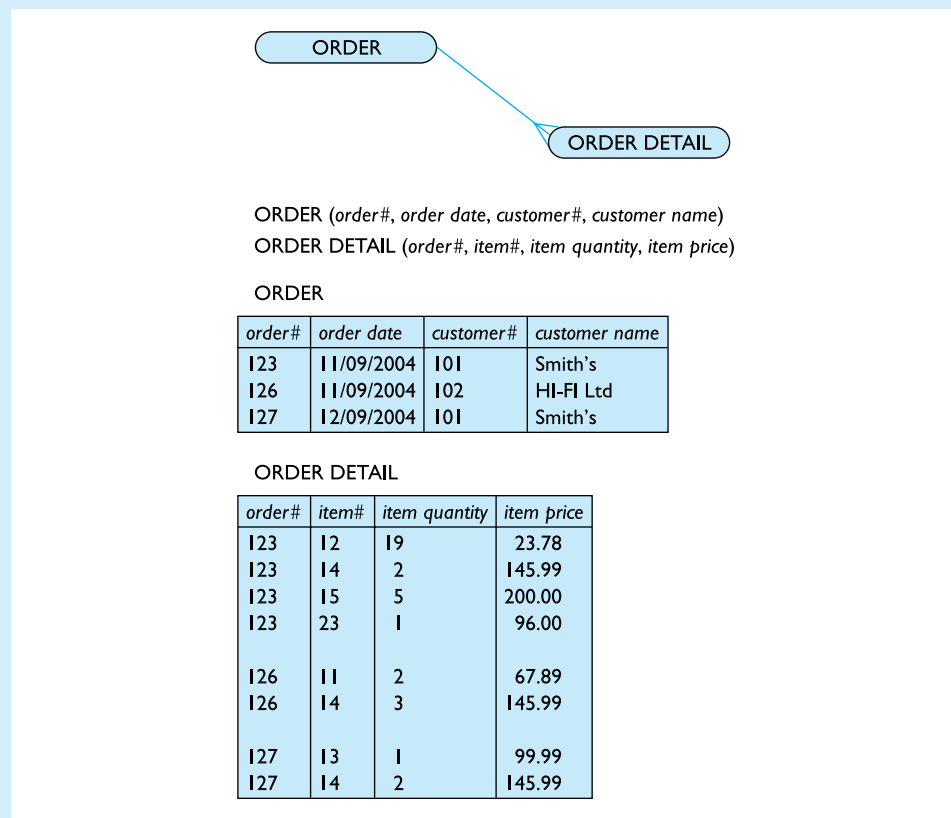 ORDER
ORDER DETAIL
ORDER (order#, order date, customer#, customer name)
ORDER DETAIL (order#, item#, item quantity, item price)
ORDER
order# order date customer# customer name
123 11/09/2004 101 Smith's
126 11/09/2004 102 HI-FI Ltd
127 12/09/2004 101 Smith's
ORDER DETAIL
order# item# item quantity item price
123 12 19 23.78
123 14 2 145.99
123 15 5 200.00
123 23 1 96.00
126 11 2 67.89
126 14 3 145.99
127 13 1 99.99
127 14 2 145.99